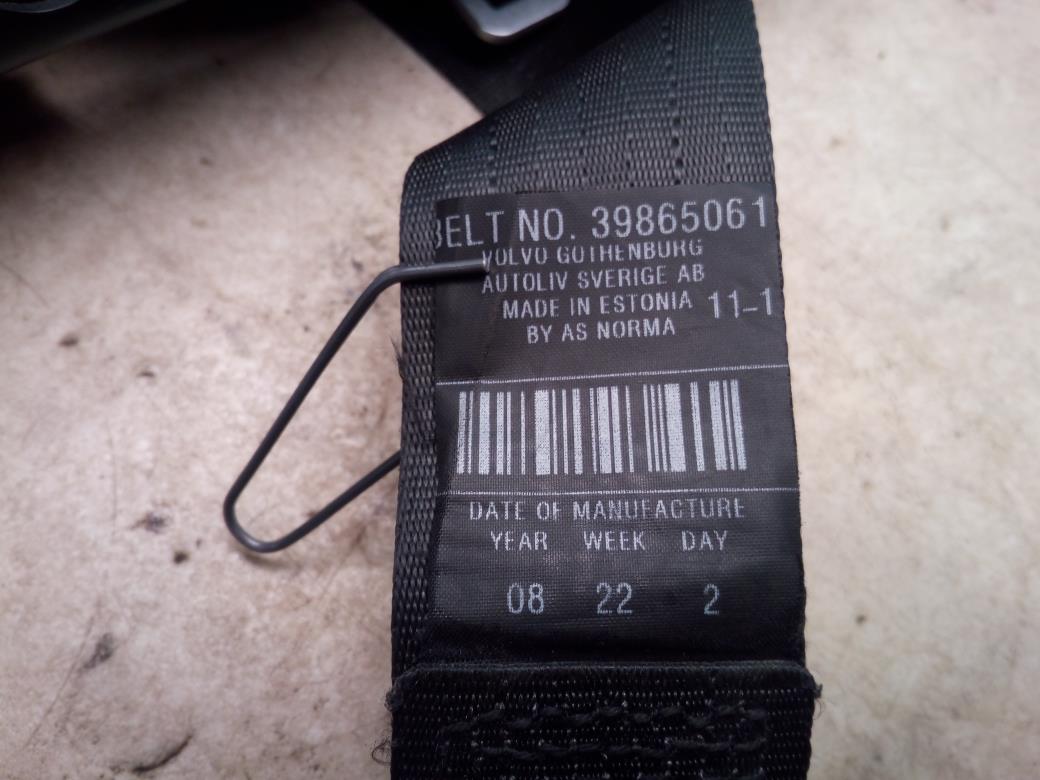 BELT NO. 39865061
VOLVO GOTHENBURG
AUTOLIV SVERIGE AB
MADE IN ESTONIA 11-1
BY AS NORMA
DATE OF MANUFACTURE
YEAR WEEK DAY
08 22 2